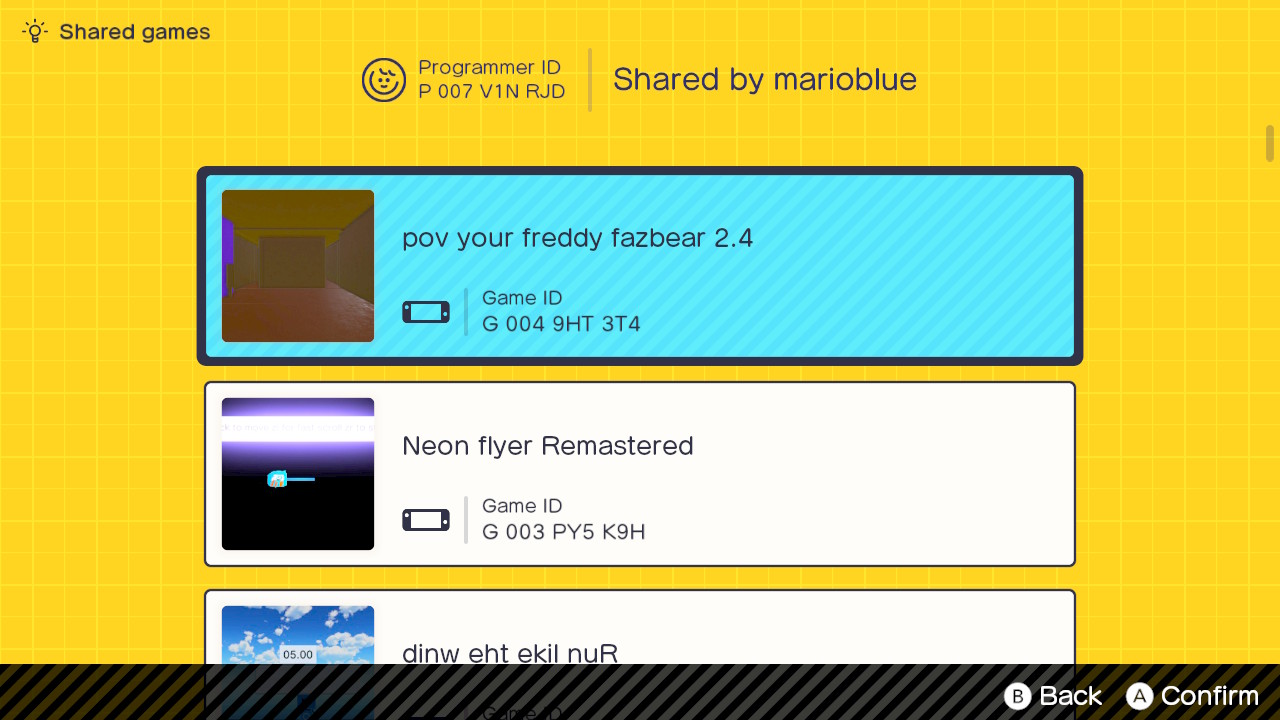 Shared games
Programmer ID
P 007 V1N RJD
Shared by marioblue
pov your freddy fazbear 2.4
Game ID
G 004 9HT 3T4
Neon flyer Remastered
Game ID
G 003 PY5 K9H
05.00
dinw eht ekil nuR
Game ID
B Back
A Confirm